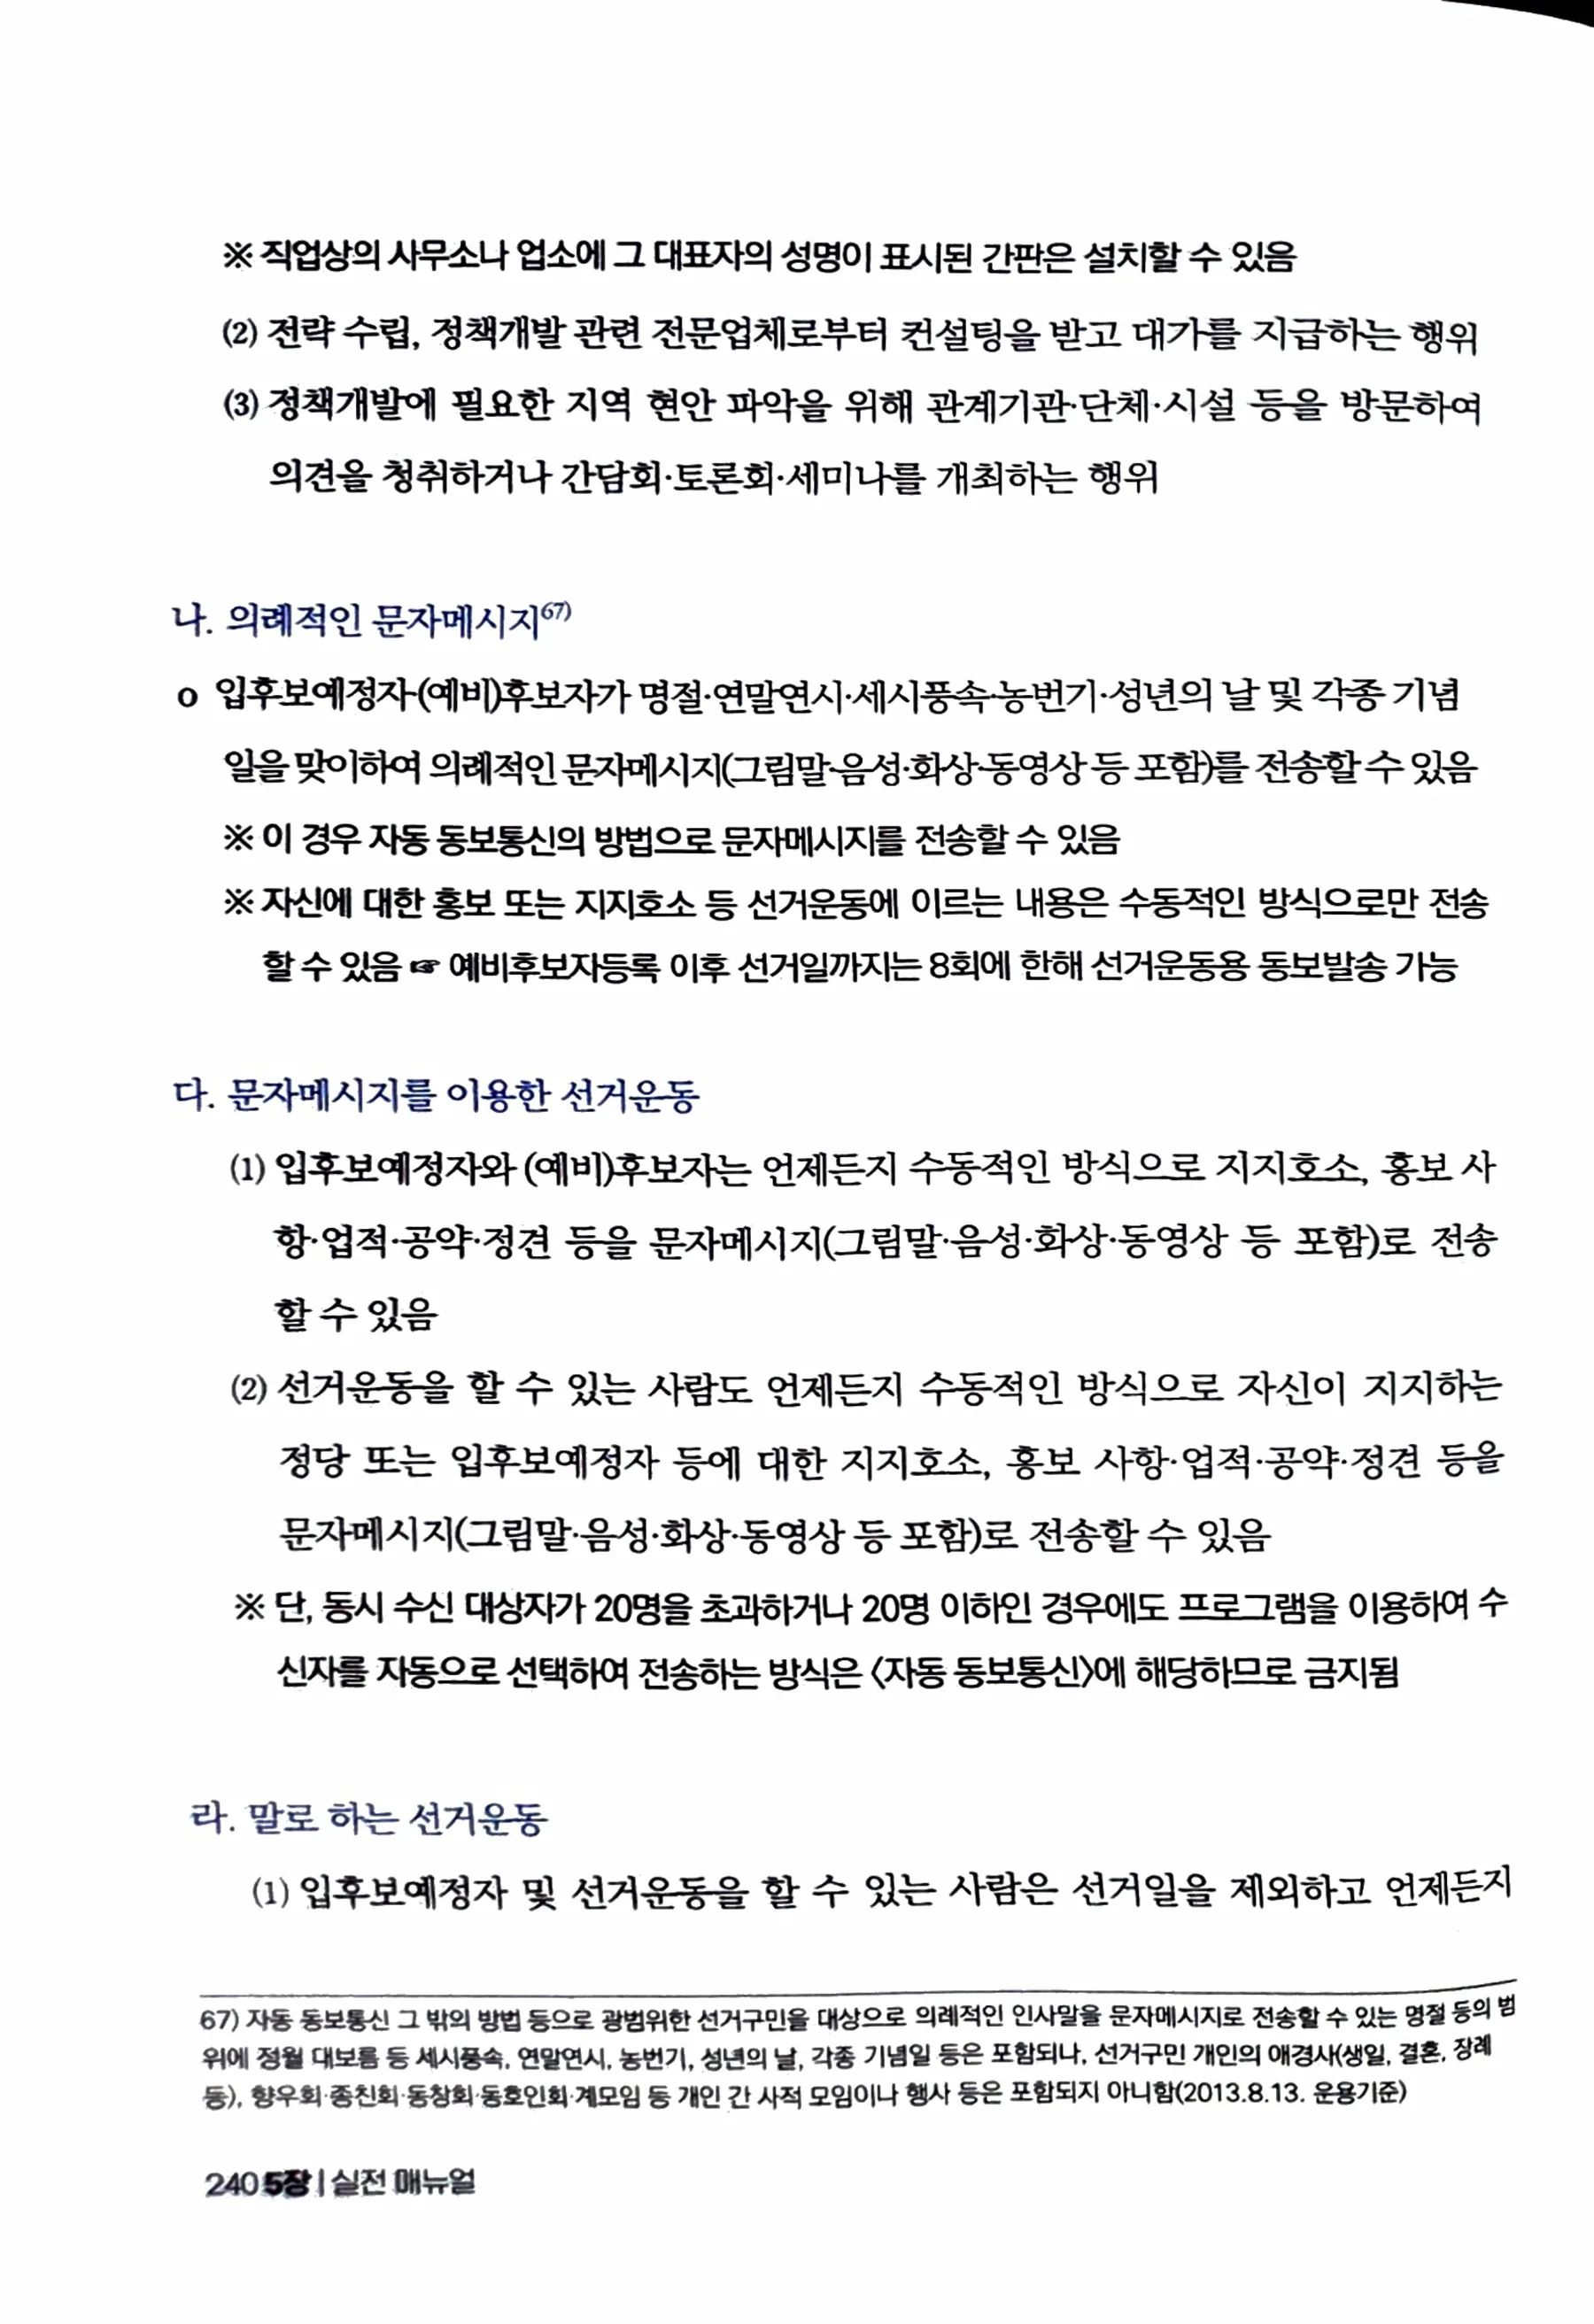 ※ 직업상의 사무소나 업소에 그 대표자의 성명이 표시된 간판은 설치할 수 있음
(2) 전략 수립, 정책개발 관련 전문업체로부터 컨설팅을 받고 대가를 지급하는 행위
(3) 정책개발에 필요한 지역 현안 파악을 위해 관계기관·단체·시설 등을 방문하여
의견을 청취하거나 간담회·토론회·세미나를 개최하는 행위
나. 의례적인 문자메시지67)
o 입후보예정자·(예비)후보자가 명절·연말연시·세시풍속·농번기·성년의 날 및 각종 기념
일을 맞이하여 의례적인 문자메시지(그림말·음성·화상·동영상 등 포함)를 전송할 수 있음
※ 이 경우 자동 동보통신의 방법으로 문자메시지를 전송할 수 있음
※ 자신에 대한 홍보 또는 지지호소 등 선거운동에 이르는 내용은 수동적인 방식으로만 전송
할 수 있음 ☞ 예비후보자등록 이후 선거일까지는 8회에 한해 선거운동용 동보발송 가능
다. 문자메시지를 이용한 선거운동
(1) 입후보예정자와 (예비)후보자는 언제든지 수동적인 방식으로 지지호소, 홍보 사
항·업적·공약·정견 등을 문자메시지(그림말·음성·화상·동영상 등 포함)로 전송
할 수 있음
(2) 선거운동을 할 수 있는 사람도 언제든지 수동적인 방식으로 자신이 지지하는
정당 또는 입후보예정자 등에 대한 지지호소, 홍보 사항·업적·공약·정견 등을
문자메시지(그림말·음성·화상·동영상 등 포함)로 전송할 수 있음
※ 단, 동시 수신 대상자가 20명을 초과하거나 20명 이하인 경우에도 프로그램을 이용하여 수
신자를 자동으로 선택하여 전송하는 방식은 〈자동 동보통신〉에 해당하므로 금지됨
라. 말로 하는 선거운동
(1) 입후보예정자 및 선거운동을 할 수 있는 사람은 선거일을 제외하고 언제든지
67) 자동 동보통신 그 밖의 방법 등으로 광범위한 선거구민을 대상으로 의례적인 인사말을 문자메시지로 전송할 수 있는 명절 등의 범
위에 정월 대보름 등 세시풍속, 연말연시, 농번기, 성년의 날, 각종 기념일 등은 포함되나, 선거구민 개인의 애경사(생일, 결혼, 장례
등), 향우회·종친회·동창회·동호인회·계모임 등 개인 간 사적 모임이나 행사 등은 포함되지 아니함(2013.8.13. 운용기준)
240 5장 | 실전 매뉴얼